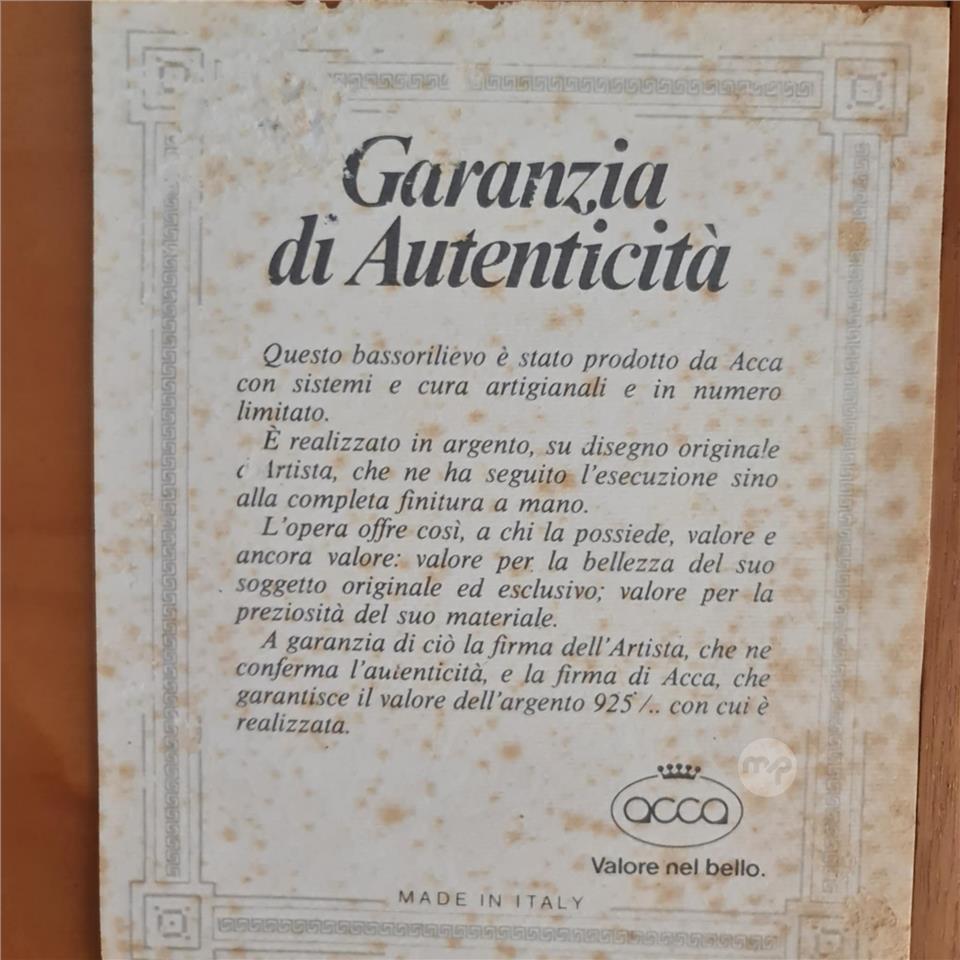 Garanzia
di Autenticità
Questo bassorilievo è stato prodotto da Acca
con sistemi e cura artigianali e in numero
limitato.
È realizzato in argento, su disegno originale
Artista, che ne ha seguito l'esecuzione sino
alla completa finitura a mano.
L'opera offre così, a chi la possiede, valore e
ancora valore: valore per la bellezza del suo
soggetto originale ed esclusivo; valore per la
preziosità del suo materiale.
A garanzia di ciò la firma dell'Artista, che ne
conferma l'autenticità, e la firma di Acca, che
garantisce il valore dell'argento 925 /.. con cui è
realizzata.
mp
acca
Valore nel bello.
MADE IN ITALY